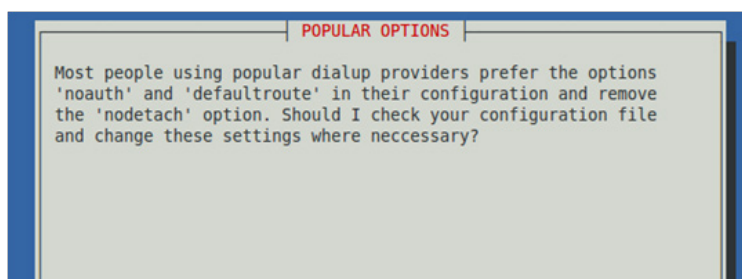 POPULAR OPTIONS
Most people using popular dialup providers prefer the options
'noauth' and 'defaultroute' in their configuration and remove
the 'nodetach' option. Should I check your configuration file
and change these settings where neccessary?